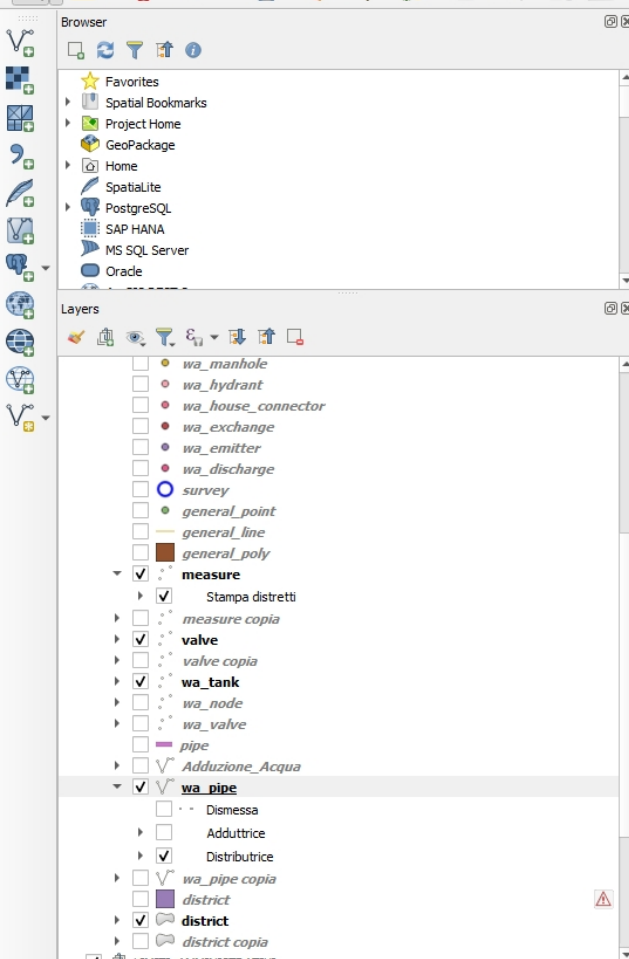 Browser
Favorites
Spatial Bookmarks
Project Home
GeoPackage
Home
SpatiaLite
PostgreSQL
SAP HANA
MS SQL Server
Oracle
Layers
wa_manhole
wa_hydrant
wa_house_connector
wa_exchange
wa_emitter
wa_discharge
survey
general_point
general_line
general_poly
measure
Stampa distretti
measure copia
valve
valve copia
wa_tank
wa_node
wa_valve
pipe
Adduzione_Acqua
wa_pipe
Dismessa
Adduttrice
Distributrice
wa_pipe copia
district
district
district copia